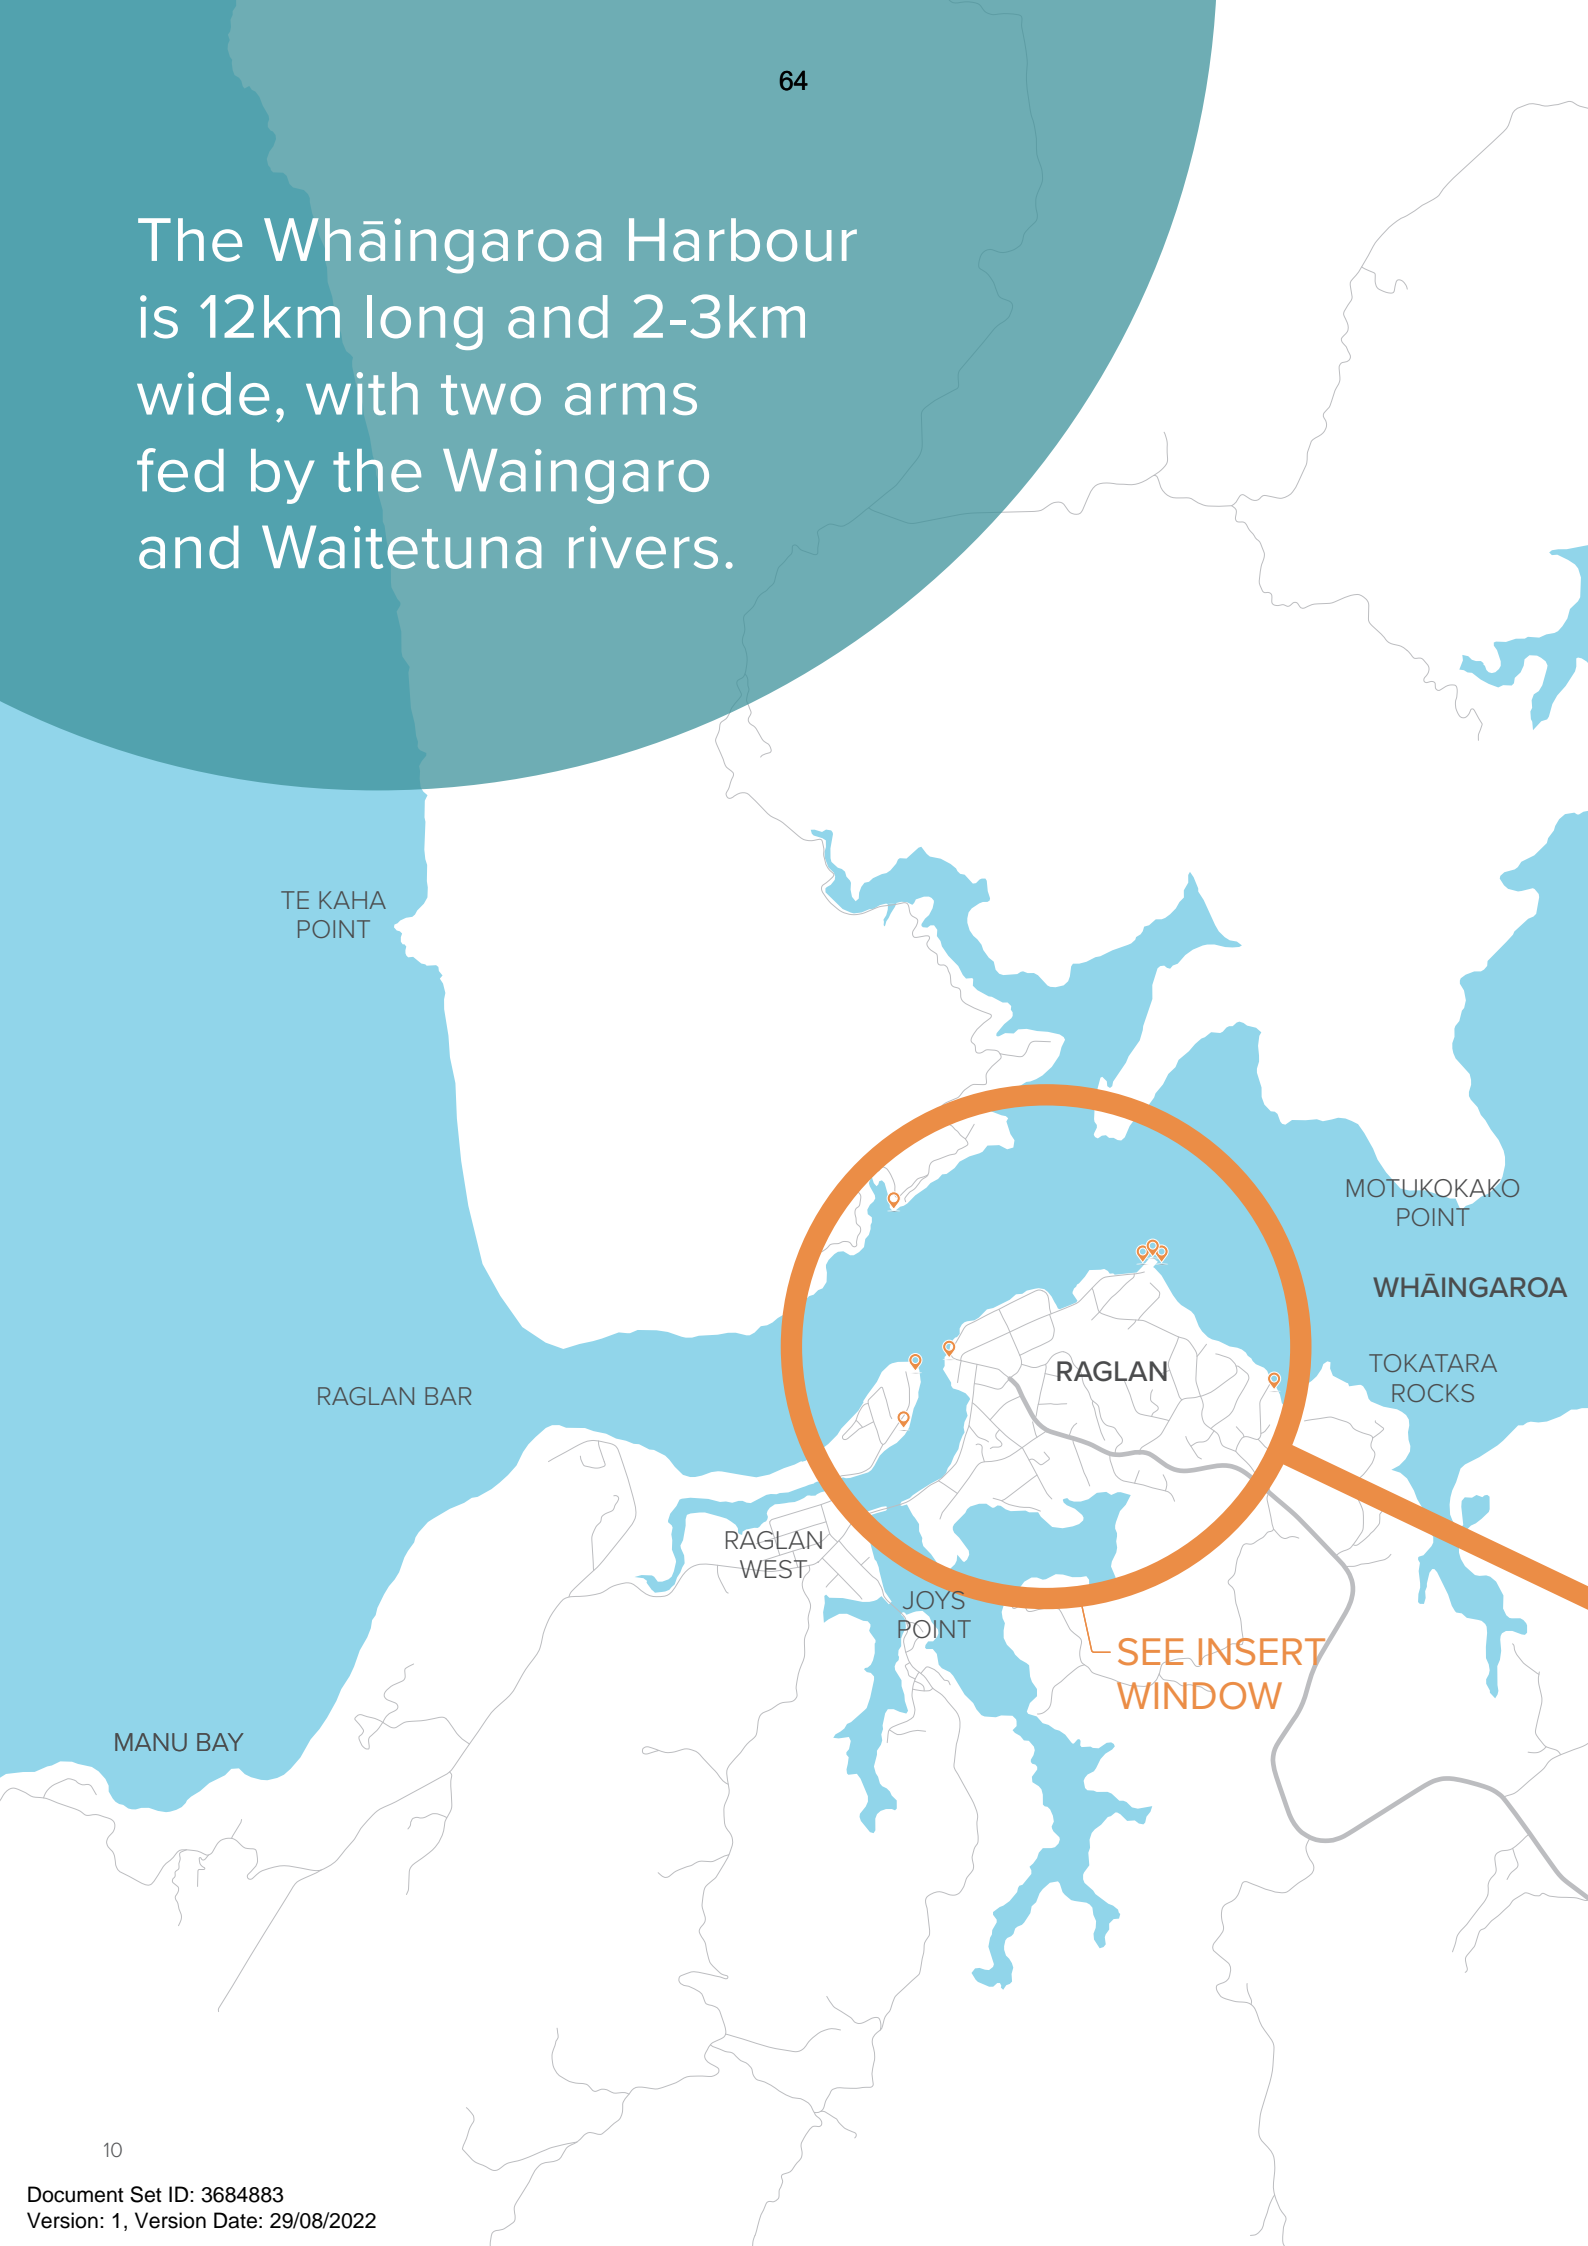 64
The Whāingaroa Harbour
is 12km long and 2-3km
wide, with two arms
fed by the Waingaro
and Waitetuna rivers.
TE KAHA
POINT
MOTUKOKAKO
POINT
WHĀINGAROA
TOKATARA
ROCKS
RAGLAN
RAGLAN BAR
RAGLAN
WEST
JOYS
POINT
SEE INSERT
WINDOW
MANU BAY
10
Document Set ID: 3684883
Version: 1, Version Date: 29/08/2022